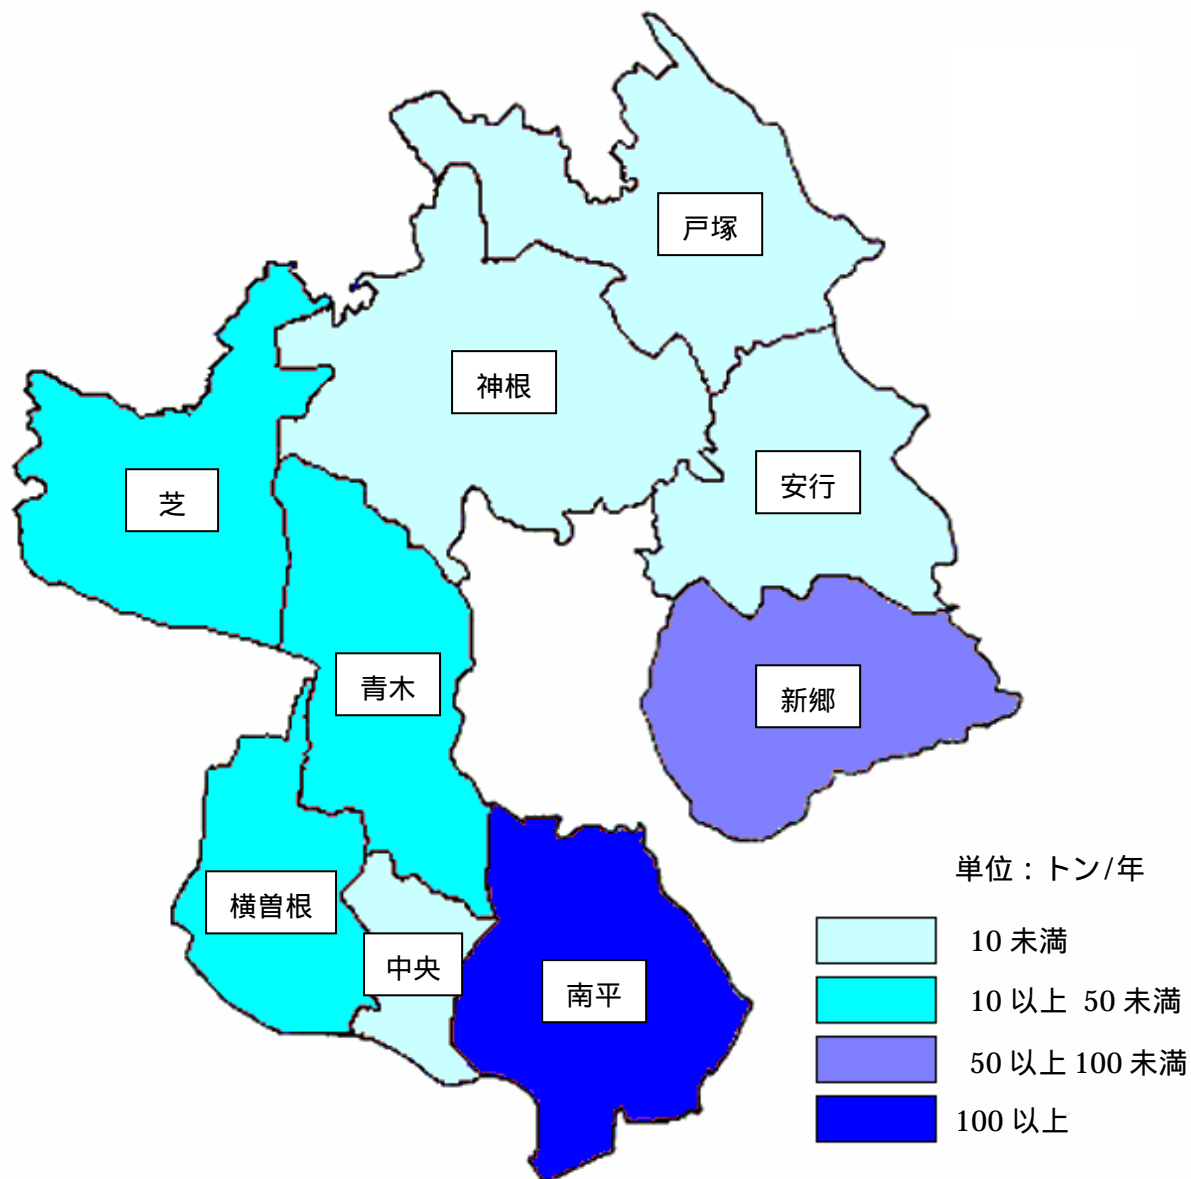 戸塚
神根
安行
芝
青木
新郷
横曽根
中央
南平
単位：トン/年
10 未満
10 以上 50 未満
50 以上 100 未満
100 以上